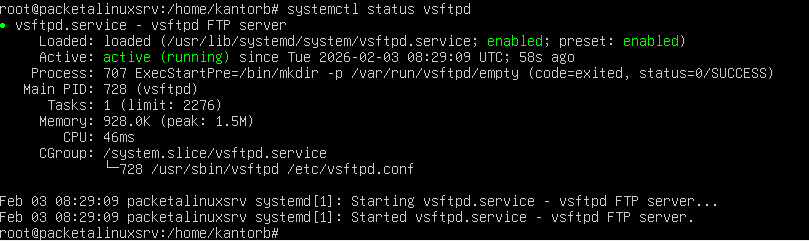 root@packetalinuxsrv:/home/kantorb# systemctl status vsftpd
● vsftpd.service - vsftpd FTP server
     Loaded: loaded (/usr/lib/systemd/system/vsftpd.service; enabled; preset: enabled)
     Active: active (running) since Tue 2026-02-03 08:29:09 UTC; 58s ago
    Process: 707 ExecStartPre=/bin/mkdir -p /var/run/vsftpd/empty (code=exited, status=0/SUCCESS)
   Main PID: 728 (vsftpd)
      Tasks: 1 (limit: 2276)
     Memory: 928.0K (peak: 1.5M)
        CPU: 46ms
     CGroup: /system.slice/vsftpd.service
             └─728 /usr/sbin/vsftpd /etc/vsftpd.conf

Feb 03 08:29:09 packetalinuxsrv systemd[1]: Starting vsftpd.service - vsftpd FTP server...
Feb 03 08:29:09 packetalinuxsrv systemd[1]: Started vsftpd.service - vsftpd FTP server.
root@packetalinuxsrv:/home/kantorb#